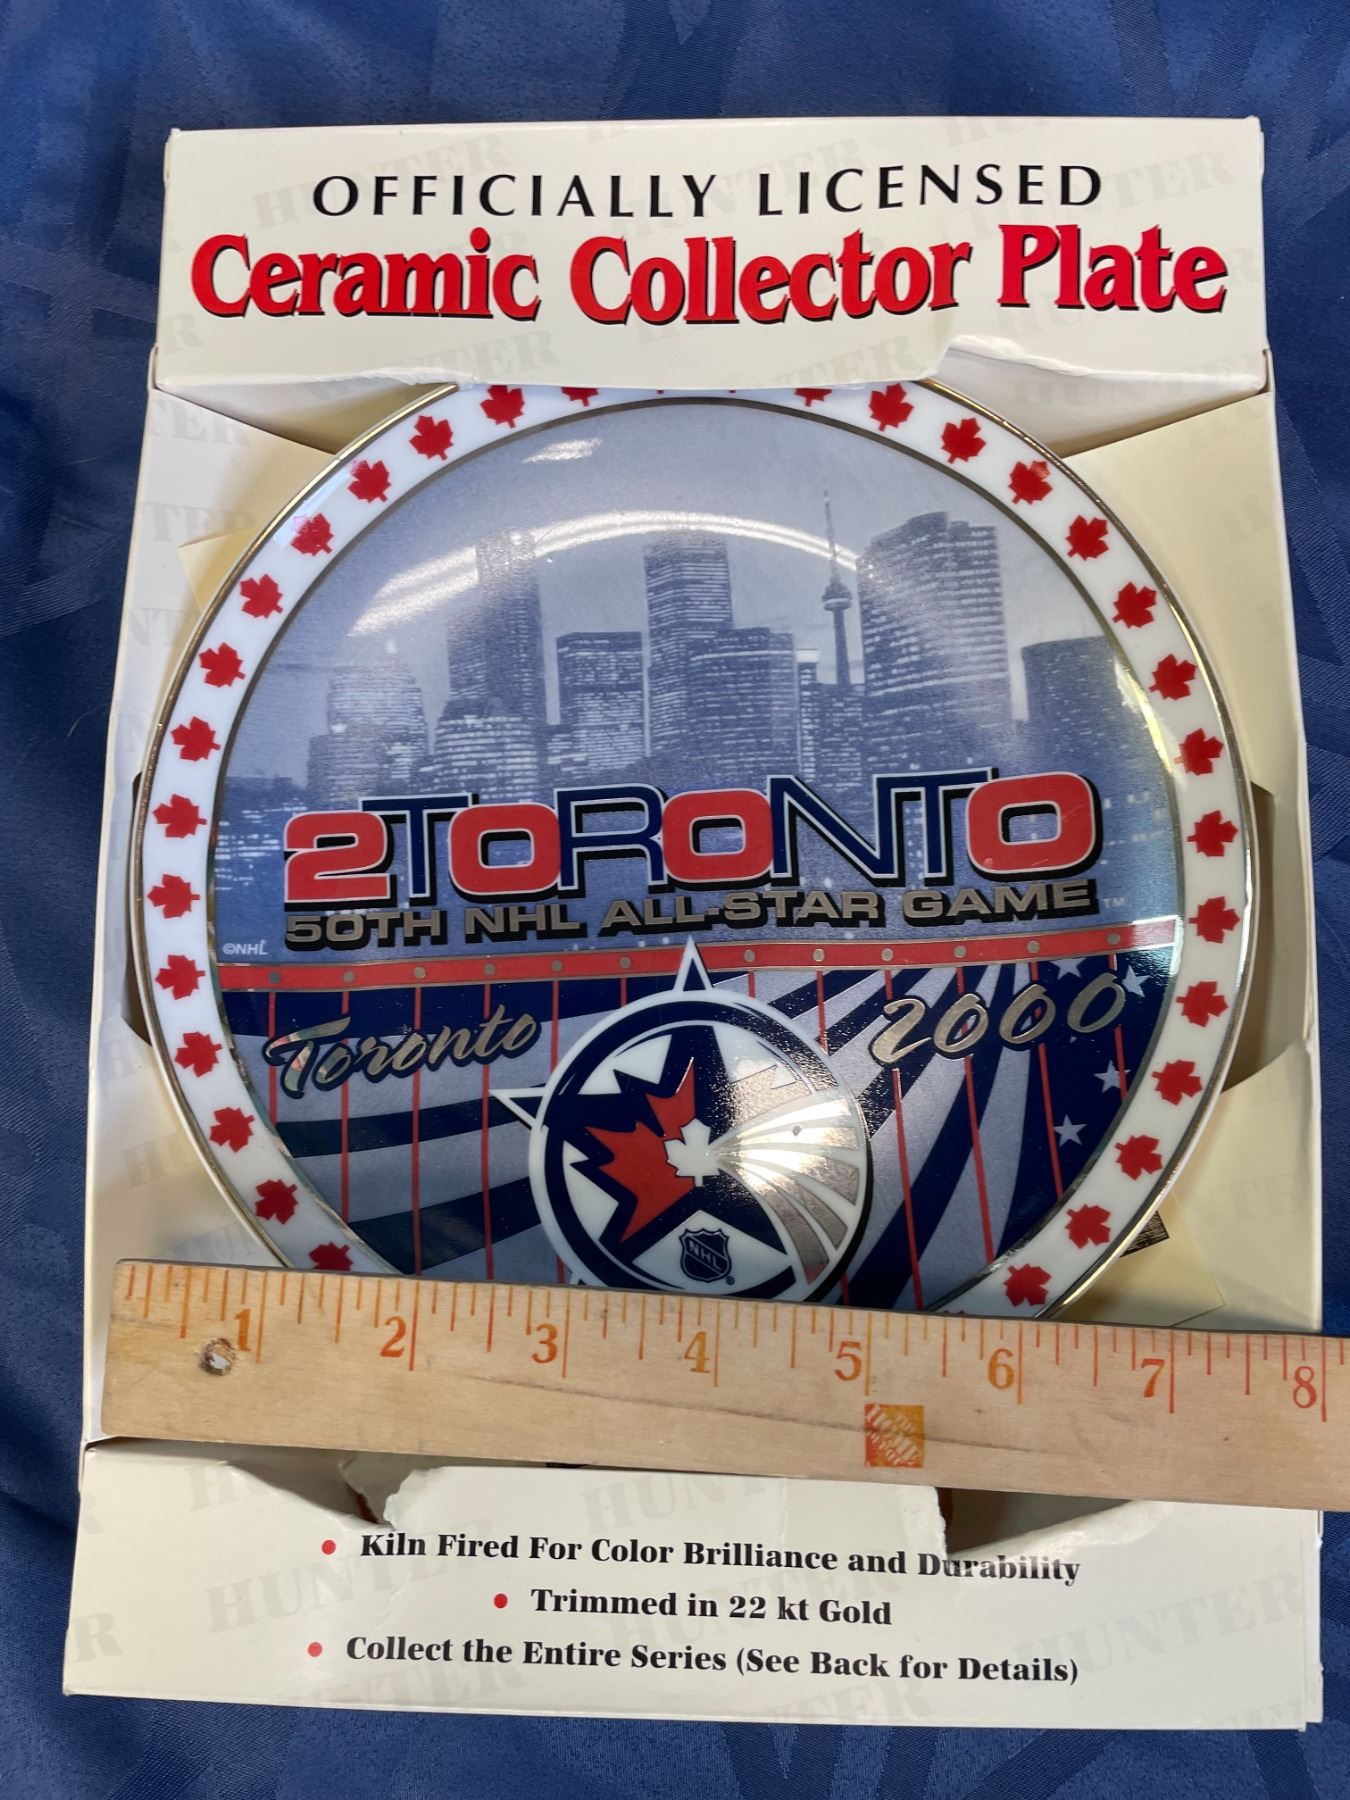 OFFICIALLY LICENSED
Ceramic Collector Plate
2TORONTO
50TH NHL ALL-STAR GAME TM
©NHL
Toronto 2000
NHL ®
1 2 3 4 5 6 7 8
• Kiln Fired For Color Brilliance and Durability
• Trimmed in 22 kt Gold
• Collect the Entire Series (See Back for Details)